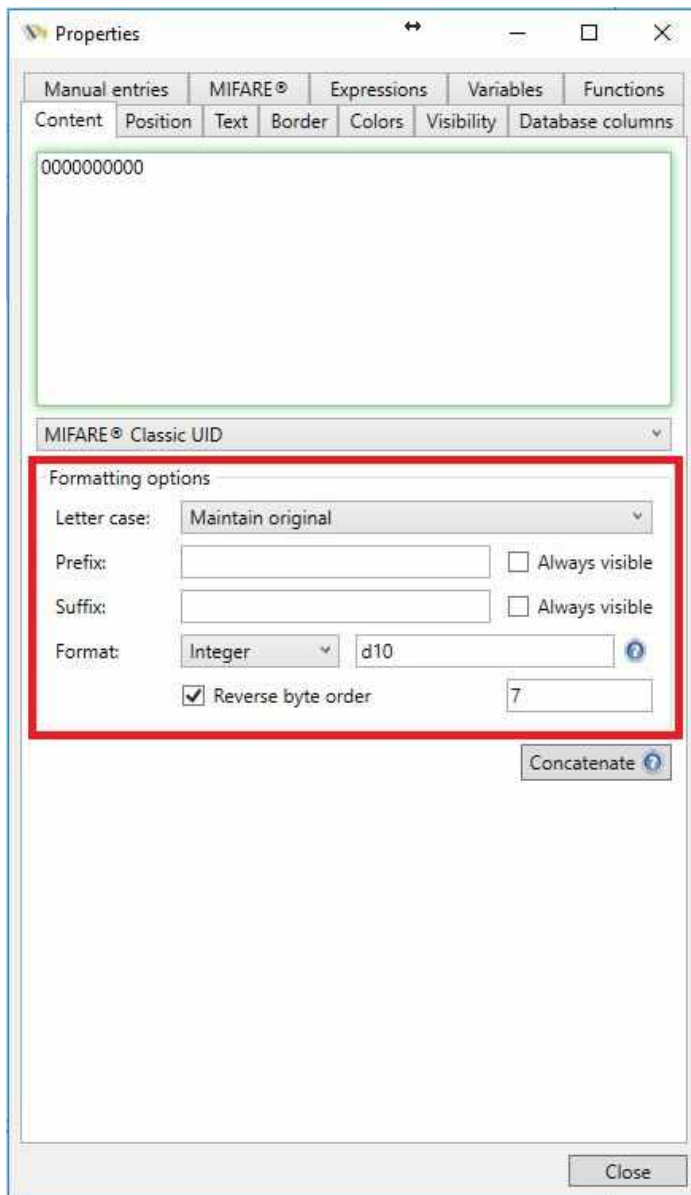 Properties
Manual entries MIFARE® Expressions Variables Functions
Content Position Text Border Colors Visibility Database columns
0000000000
MIFARE® Classic UID
Formatting options
Letter case: Maintain original
Prefix: Always visible
Suffix: Always visible
Format: Integer d10
Reverse byte order 7
Concatenate
Close